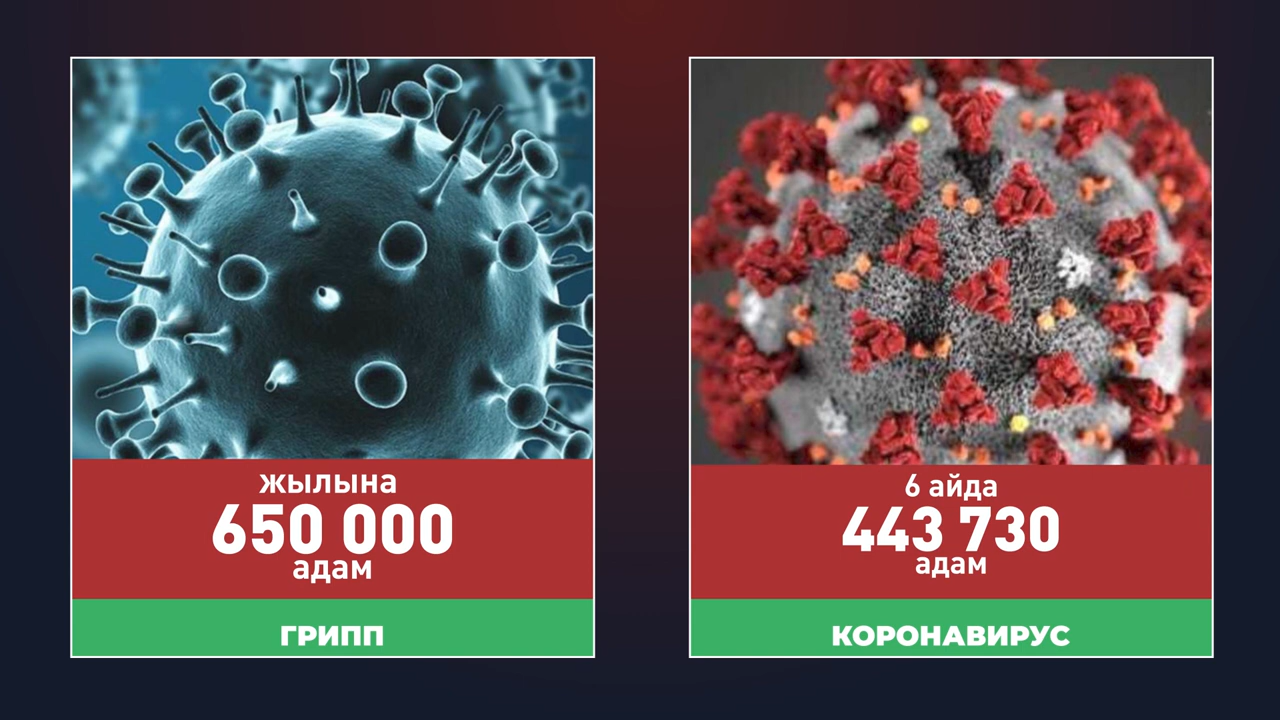 жылына
650 000
адам
ГРИПП
6 айда
443 730
адам
КОРОНАВИРУС